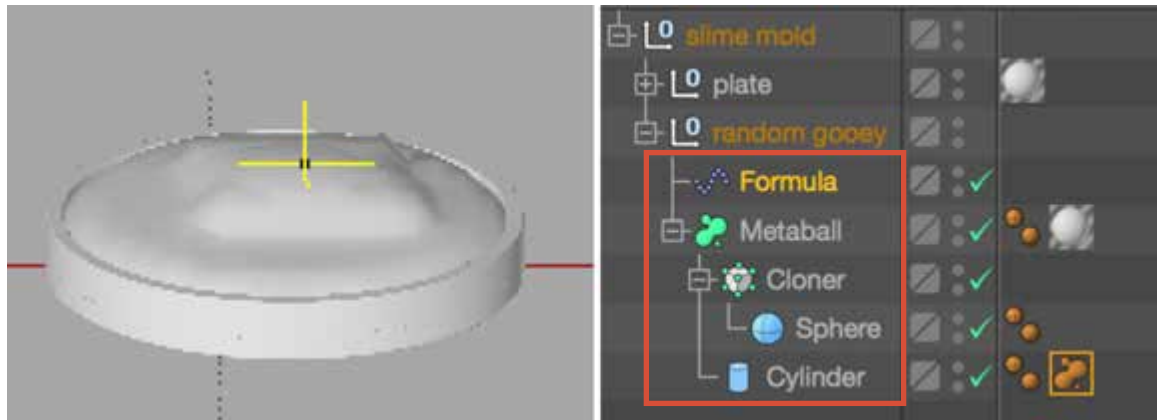 slime mold
plate
random gooey
Formula
Metaball
Cloner
Sphere
Cylinder